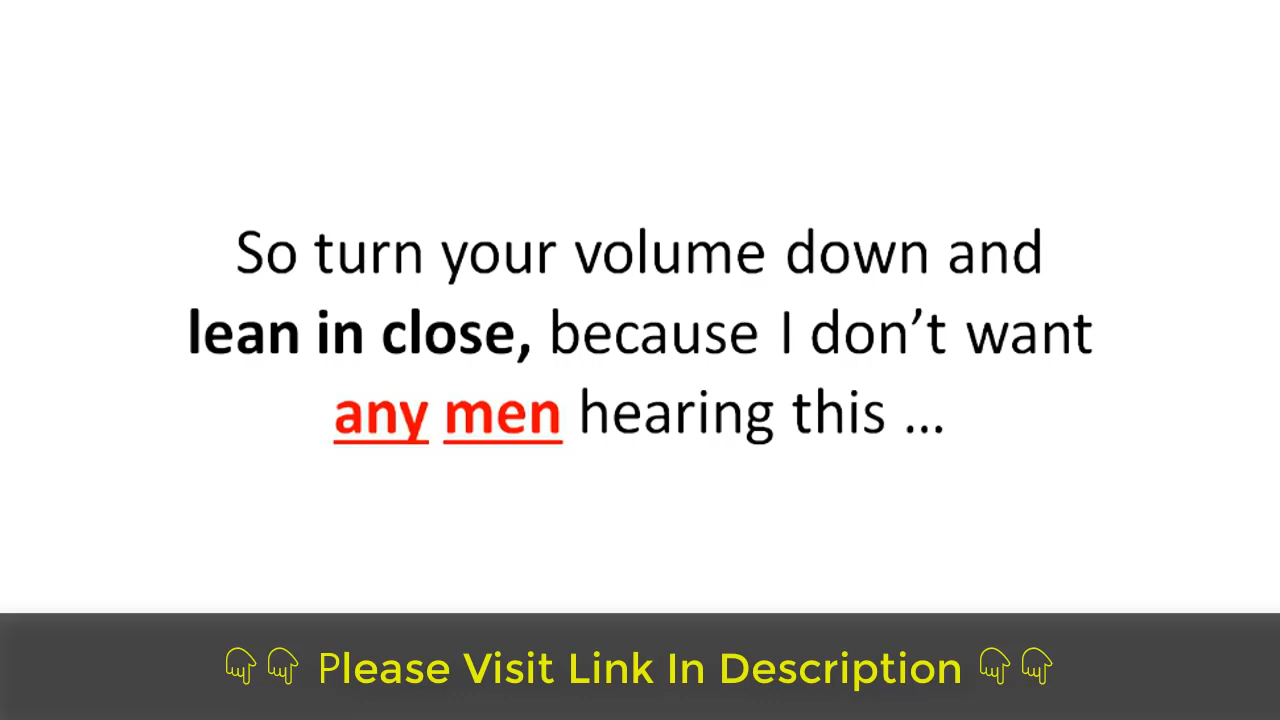 So turn your volume down and
lean in close, because I don’t want
any men hearing this ...
Please Visit Link In Description